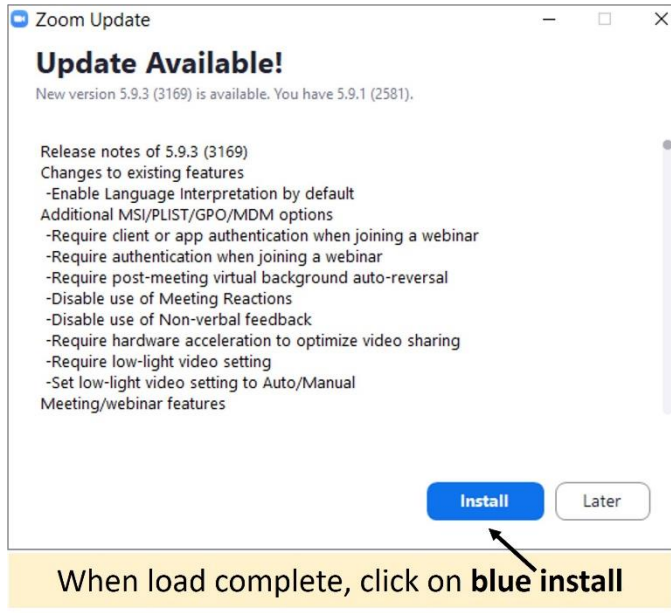 Zoom Update
Update Available!
New version 5.9.3 (3169) is available. You have 5.9.1 (2581).
Release notes of 5.9.3 (3169)
Changes to existing features
-Enable Language Interpretation by default
Additional MSI/PLIST/GPO/MDM options
-Require client or app authentication when joining a webinar
-Require authentication when joining a webinar
-Require post-meeting virtual background auto-reversal
-Disable use of Meeting Reactions
-Disable use of Non-verbal feedback
-Require hardware acceleration to optimize video sharing
-Require low-light video setting
-Set low-light video setting to Auto/Manual
Meeting/webinar features
Install Later
When load complete, click on blue install